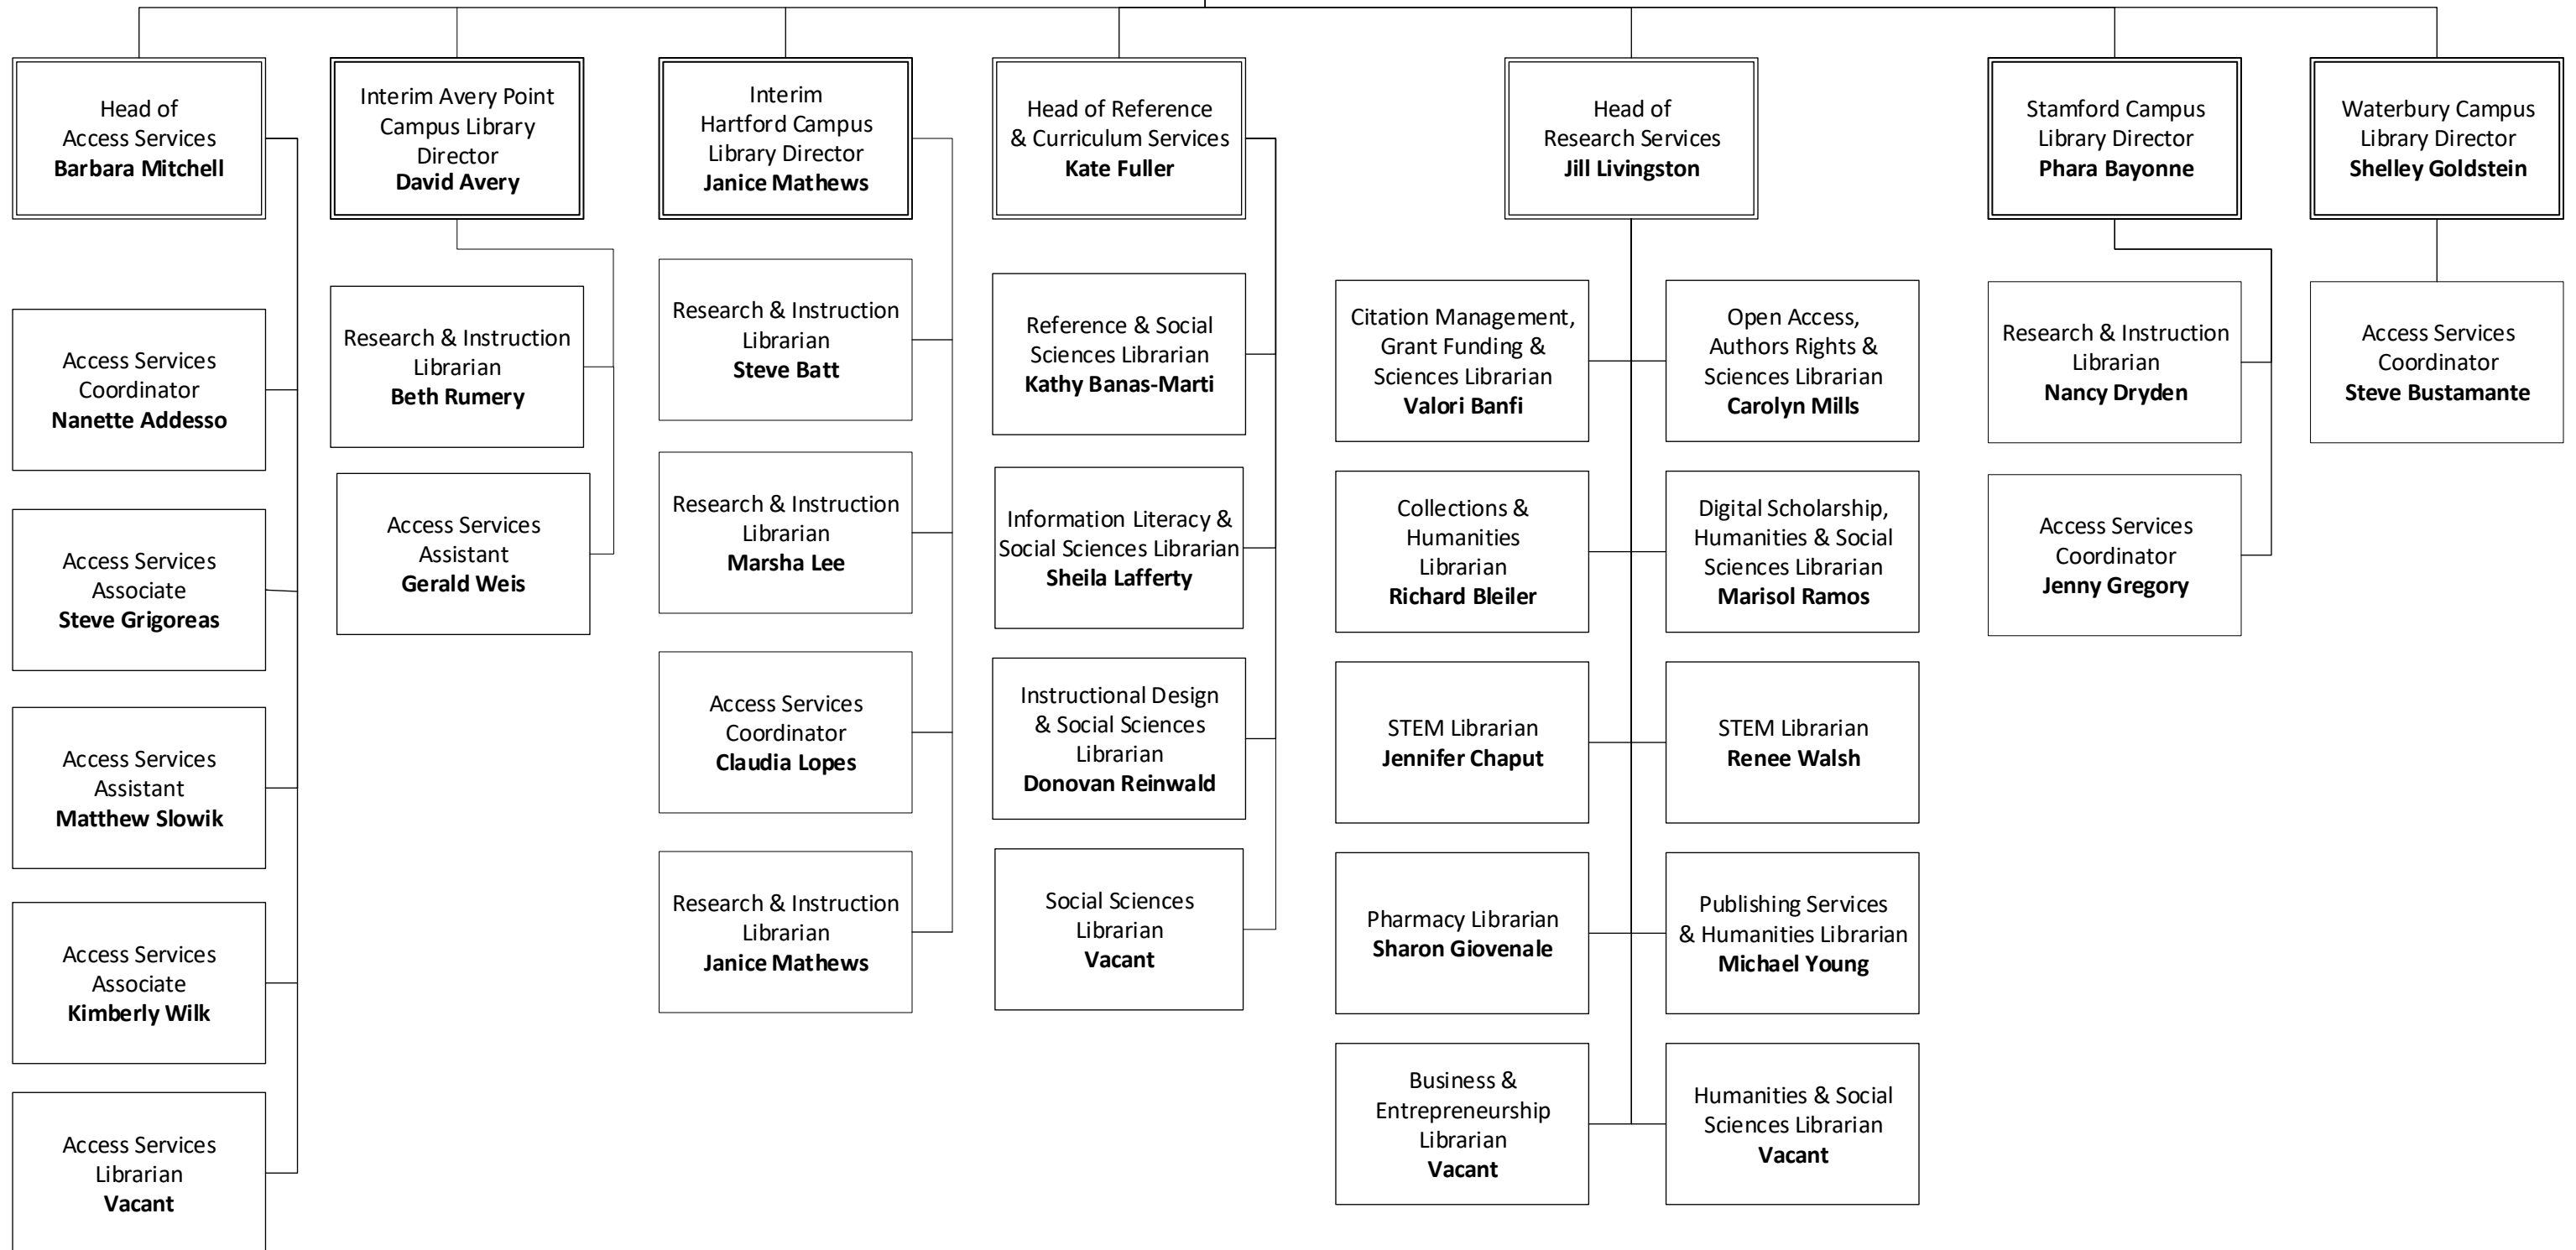 Head of
Access Services
Barbara Mitchell
Access Services
Coordinator
Nanette Addesso
Access Services
Associate
Steve Grigoreas
Access Services
Assistant
Matthew Slowik
Access Services
Associate
Kimberly Wilk
Access Services
Librarian
Vacant
Interim Avery Point
Campus Library
Director
David Avery
Research & Instruction
Librarian
Beth Rumery
Access Services
Assistant
Gerald Weis
Interim
Hartford Campus
Library Director
Janice Mathews
Research & Instruction
Librarian
Steve Batt
Research & Instruction
Librarian
Marsha Lee
Access Services
Coordinator
Claudia Lopes
Research & Instruction
Librarian
Janice Mathews
Head of Reference
& Curriculum Services
Kate Fuller
Reference & Social
Sciences Librarian
Kathy Banas-Marti
Information Literacy &
Social Sciences Librarian
Sheila Lafferty
Instructional Design
& Social Sciences
Librarian
Donovan Reinwald
Social Sciences
Librarian
Vacant
Head of
Research Services
Jill Livingston
Citation Management,
Grant Funding &
Sciences Librarian
Valori Banfi
Open Access,
Authors Rights &
Sciences Librarian
Carolyn Mills
Collections &
Humanities
Librarian
Richard Bleiler
Digital Scholarship,
Humanities & Social
Sciences Librarian
Marisol Ramos
STEM Librarian
Jennifer Chaput
STEM Librarian
Renee Walsh
Pharmacy Librarian
Sharon Giovenale
Publishing Services
& Humanities Librarian
Michael Young
Business &
Entrepreneurship
Librarian
Vacant
Humanities & Social
Sciences Librarian
Vacant
Stamford Campus
Library Director
Phara Bayonne
Research & Instruction
Librarian
Nancy Dryden
Access Services
Coordinator
Jenny Gregory
Waterbury Campus
Library Director
Shelley Goldstein
Access Services
Coordinator
Steve Bustamante